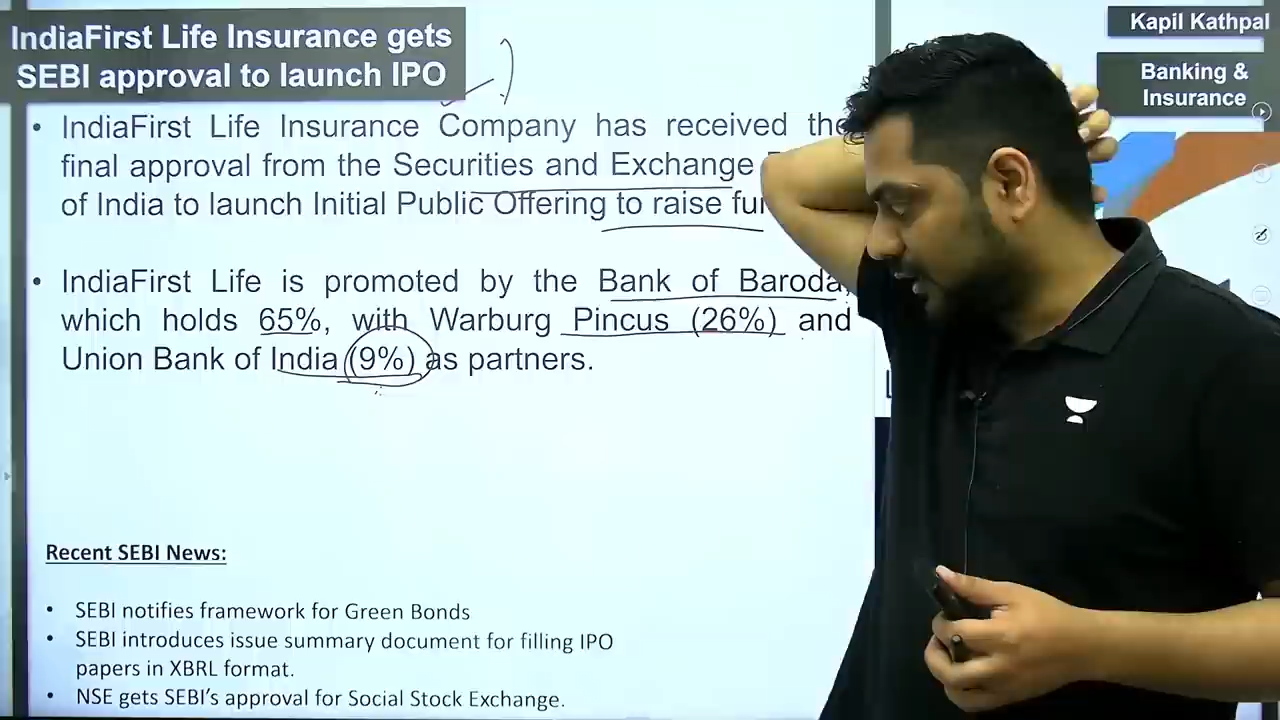 IndiaFirst Life Insurance gets
SEBI approval to launch IPO
Kapil Kathpal
Banking &
Insurance
• IndiaFirst Life Insurance Company has received the
final approval from the Securities and Exchange
of India to launch Initial Public Offering to raise
• IndiaFirst Life is promoted by the Bank of Baroda,
which holds 65%, with Warburg Pincus (26%) and
Union Bank of India (9%) as partners.
Recent SEBI News:
• SEBI notifies framework for Green Bonds
• SEBI introduces issue summary document for filling IPO
papers in XBRL format.
• NSE gets SEBI’s approval for Social Stock Exchange.